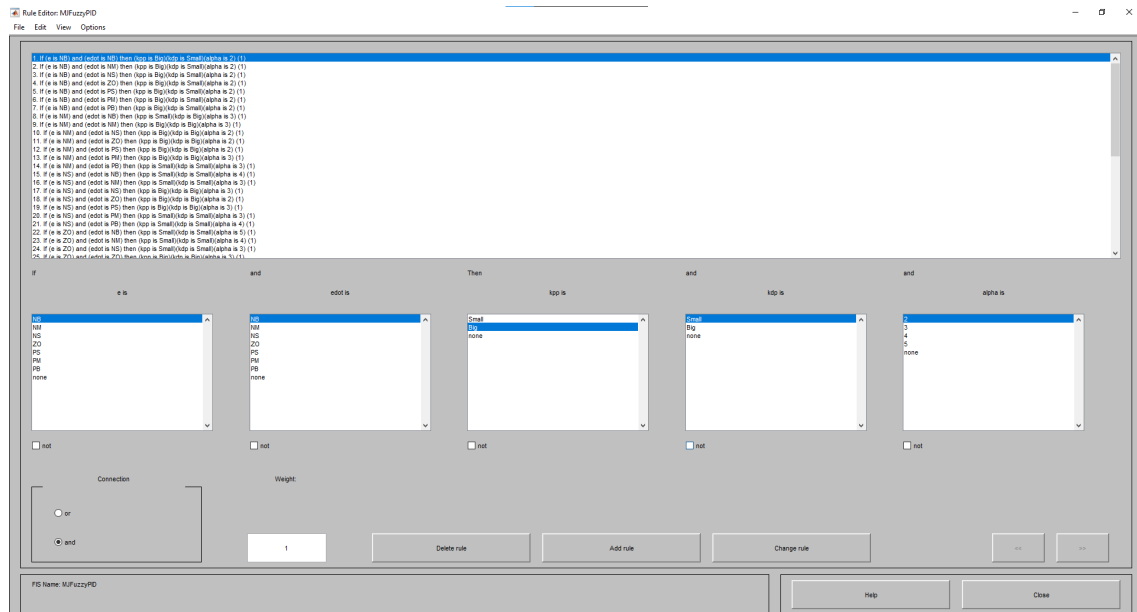 Rule Editor: MJFuzzyPID
File Edit View Options
1. If (e is NB) and (edot is NB) then (kpp is Big)(kdp is Small)(alpha is 2) (1)
2. If (e is NB) and (edot is NM) then (kpp is Big)(kdp is Small)(alpha is 2) (1)
3. If (e is NB) and (edot is NS) then (kpp is Big)(kdp is Small)(alpha is 2) (1)
4. If (e is NB) and (edot is ZO) then (kpp is Big)(kdp is Small)(alpha is 2) (1)
5. If (e is NB) and (edot is PS) then (kpp is Big)(kdp is Small)(alpha is 2) (1)
6. If (e is NB) and (edot is PM) then (kpp is Big)(kdp is Small)(alpha is 2) (1)
7. If (e is NB) and (edot is PB) then (kpp is Big)(kdp is Small)(alpha is 2) (1)
8. If (e is NM) and (edot is NB) then (kpp is Small)(kdp is Big)(alpha is 3) (1)
9. If (e is NM) and (edot is NM) then (kpp is Big)(kdp is Big)(alpha is 3) (1)
10. If (e is NM) and (edot is NS) then (kpp is Big)(kdp is Big)(alpha is 2) (1)
11. If (e is NM) and (edot is ZO) then (kpp is Big)(kdp is Big)(alpha is 2) (1)
12. If (e is NM) and (edot is PS) then (kpp is Big)(kdp is Big)(alpha is 2) (1)
13. If (e is NM) and (edot is PM) then (kpp is Big)(kdp is Big)(alpha is 3) (1)
14. If (e is NM) and (edot is PB) then (kpp is Small)(kdp is Small)(alpha is 3) (1)
15. If (e is NS) and (edot is NB) then (kpp is Small)(kdp is Small)(alpha is 4) (1)
16. If (e is NS) and (edot is NM) then (kpp is Small)(kdp is Small)(alpha is 3) (1)
17. If (e is NS) and (edot is NS) then (kpp is Big)(kdp is Big)(alpha is 3) (1)
18. If (e is NS) and (edot is ZO) then (kpp is Big)(kdp is Big)(alpha is 2) (1)
19. If (e is NS) and (edot is PS) then (kpp is Big)(kdp is Big)(alpha is 3) (1)
20. If (e is NS) and (edot is PM) then (kpp is Small)(kdp is Small)(alpha is 3) (1)
21. If (e is NS) and (edot is PB) then (kpp is Small)(kdp is Small)(alpha is 4) (1)
22. If (e is ZO) and (edot is NB) then (kpp is Small)(kdp is Small)(alpha is 5) (1)
23. If (e is ZO) and (edot is NM) then (kpp is Small)(kdp is Small)(alpha is 4) (1)
24. If (e is ZO) and (edot is NS) then (kpp is Small)(kdp is Small)(alpha is 3) (1)
25. If (e is ZO) and (edot is ZO) then (kpp is Big)(kdp is Big)(alpha is 3) (1)
If and Then and and
e is edot is kpp is kdp is alpha is
NB NB Small Small 2
NM NM Big Big 3
NS NS none none 4
ZO ZO 5
PS PS none
PM PM
PB PB
none none
not not not not not
Connection Weight:
or
and 1 Delete rule Add rule Change rule << >>
FIS Name: MJFuzzyPID Help Close